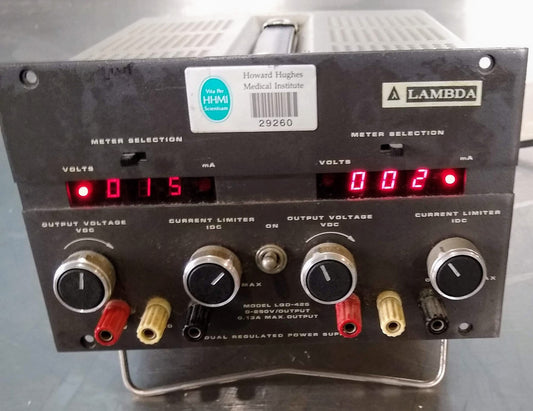 Howard Hughes
Medical Institute
Vita Per
HHMI
Scientiam
29260
LAMBDA
METER SELECTION
VOLTS mA
015
METER SELECTION
VOLTS mA
002
OUTPUT VOLTAGE
VDC
CURRENT LIMITER
IDC
ON
OUTPUT VOLTAGE
VDC
CURRENT LIMITER
IDC
MAX
MODEL LQD-425
0-250V/OUTPUT
0.13A MAX. OUTPUT
DUAL REGULATED POWER